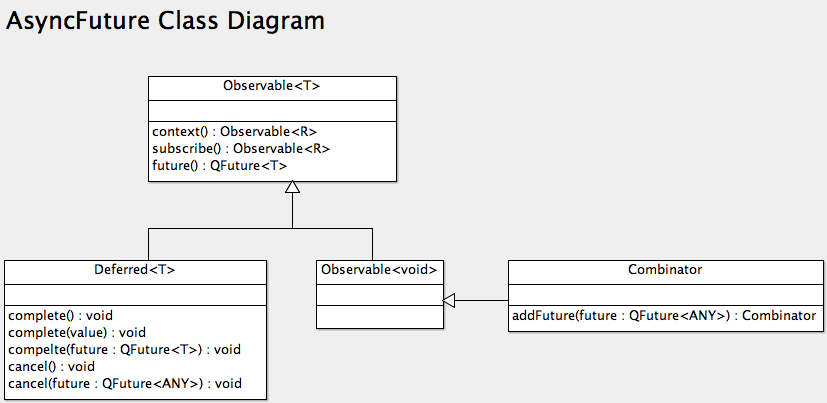 AsyncFuture Class Diagram
Observable<T>
context() : Observable<R>
subscribe() : Observable<R>
future() : QFuture<T>
Deferred<T>
complete() : void
complete(value) : void
compelte(future : QFuture<T>) : void
cancel() : void
cancel(future : QFuture<ANY>) : void
Observable<void>
Combinator
addFuture(future : QFuture<ANY>) : Combinator